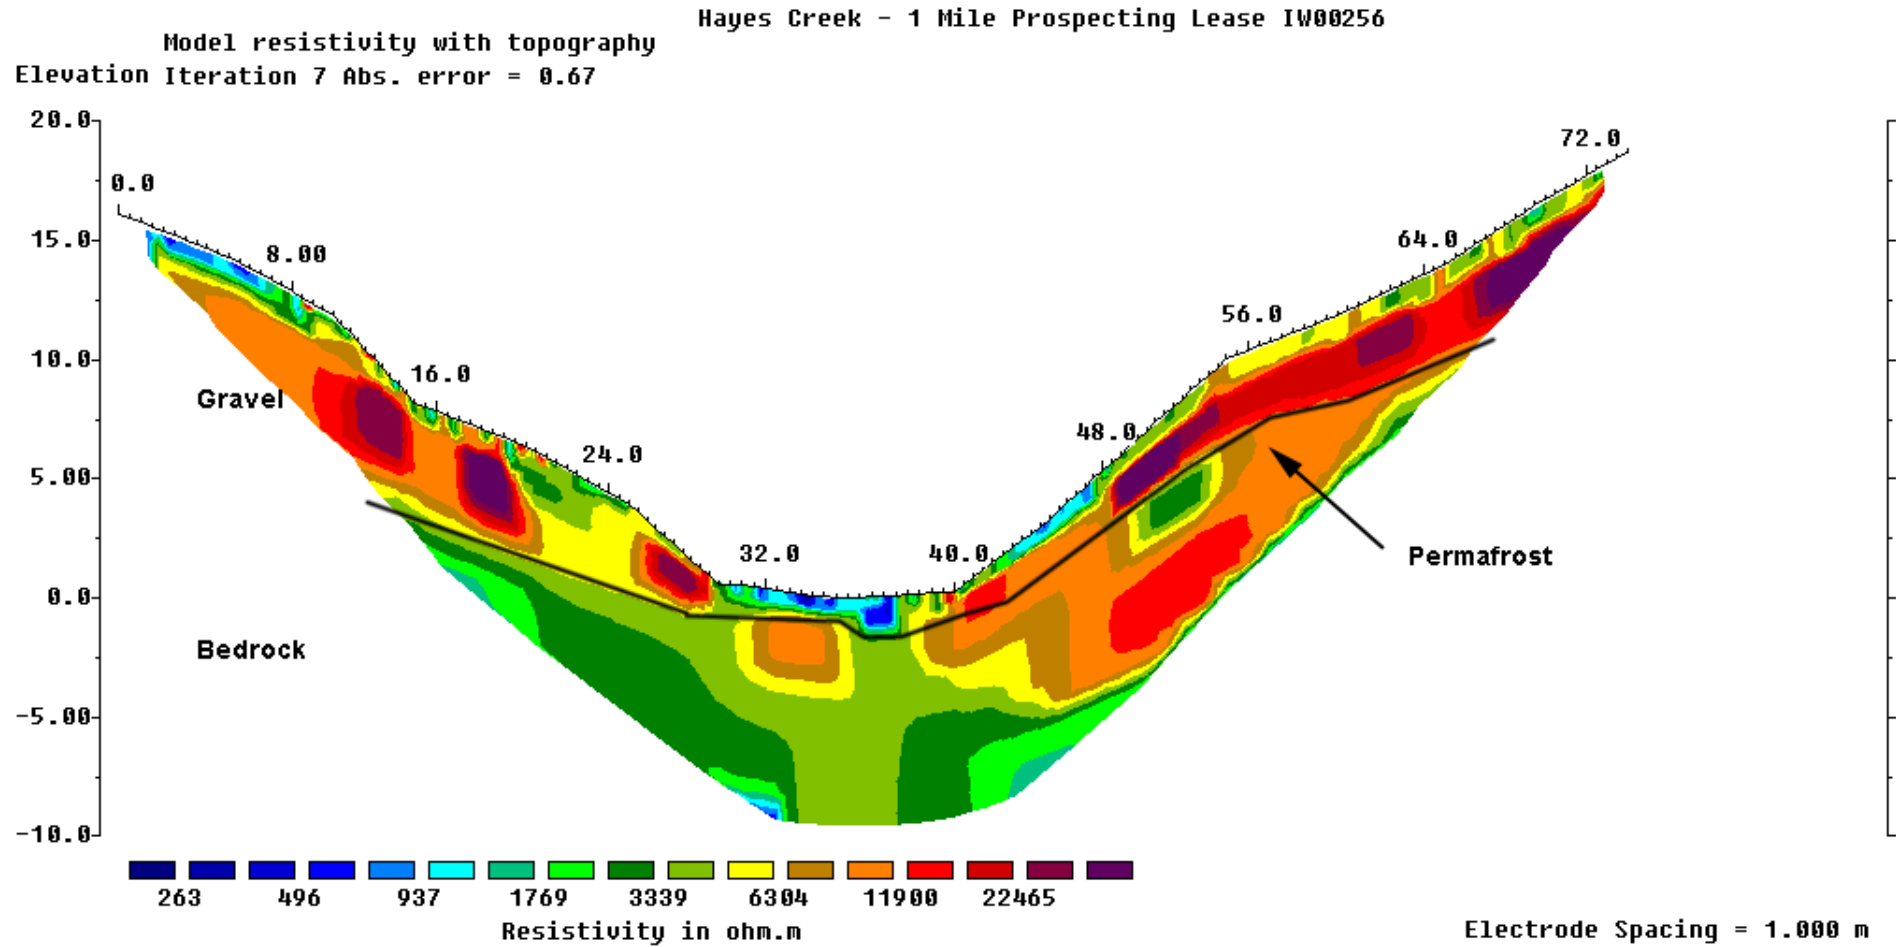 Hayes Creek - 1 Mile Prospecting Lease IW00256
Model resistivity with topography
Elevation Iteration 7 Abs. error = 0.67
20.0
15.0
10.0
5.00
0.0
-5.00
-10.0
0.0
8.00
16.0
24.0
32.0
40.0
48.0
56.0
64.0
72.0
Gravel
Permafrost
Bedrock
263 496 937 1769 3339 6304 11900 22465
Resistivity in ohm.m
Electrode Spacing = 1.000 m